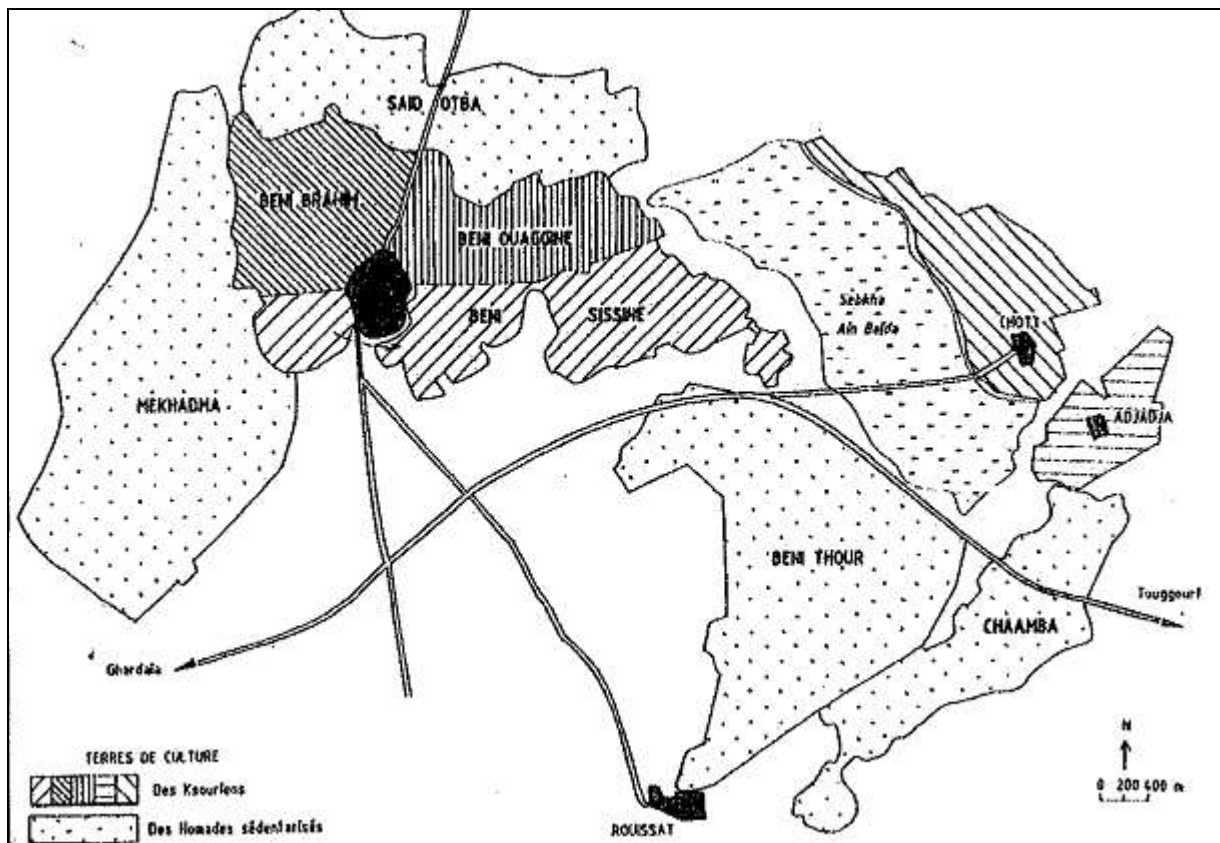 SAID OTBA
BENI BRAHIM
BENI OUAGGINE
BENI SISSINE
Sebkha
Ain Beïda
CHOTT
ADJADJA
MEKHADMA
BENI THOUR
CHAAMBA
Touggourt
Ghardaïa
N
0 200 400 m
TERRES DE CULTURE
Des Ksouriens
Des Nomades sédentarisés
ROUISSAT